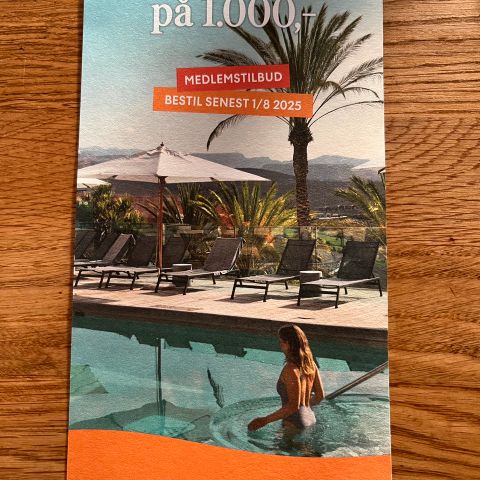 på 1.000,-
MEDLEMSTILBUD
BESTIL SENEST 1/8 2025